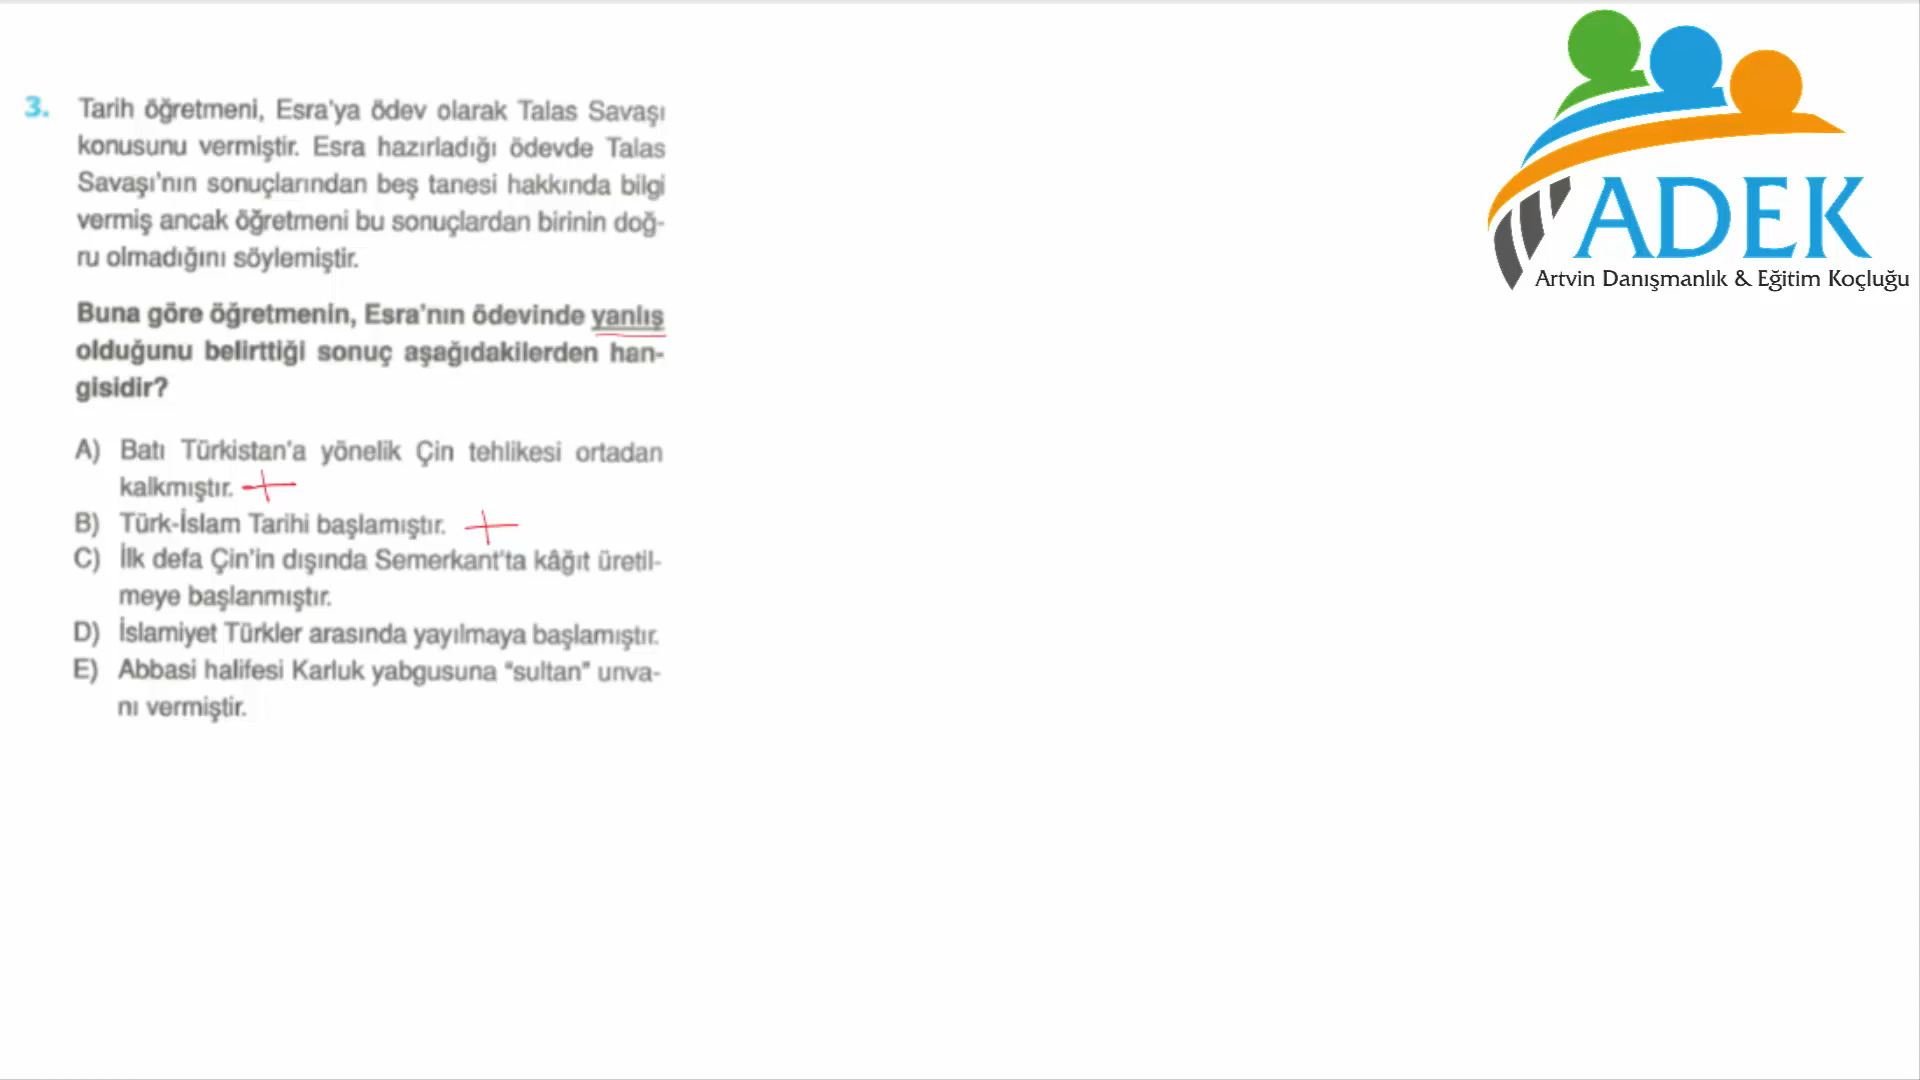 3. Tarih öğretmeni, Esra'ya ödev olarak Talas Savaşı
konusunu vermiştir. Esra hazırladığı ödevde Talas
Savaşı'nın sonuçlarından beş tanesi hakkında bilgi
vermiş ancak öğretmeni bu sonuçlardan birinin doğ-
ru olmadığını söylemiştir.
Buna göre öğretmenin, Esra'nın ödevinde yanlış
olduğunu belirttiği sonuç aşağıdakilerden han-
gisidir?
A) Batı Türkistan'a yönelik Çin tehlikesi ortadan
kalkmıştır. +
B) Türk-İslam Tarihi başlamıştır. +
C) İlk defa Çin'in dışında Semerkant'ta kâğıt üretil-
meye başlanmıştır.
D) İslamiyet Türkler arasında yayılmaya başlamıştır.
E) Abbasi halifesi Karluk yabgusuna "sultan" unva-
nı vermiştir.
ADEK
Artvin Danışmanlık & Eğitim Koçluğu